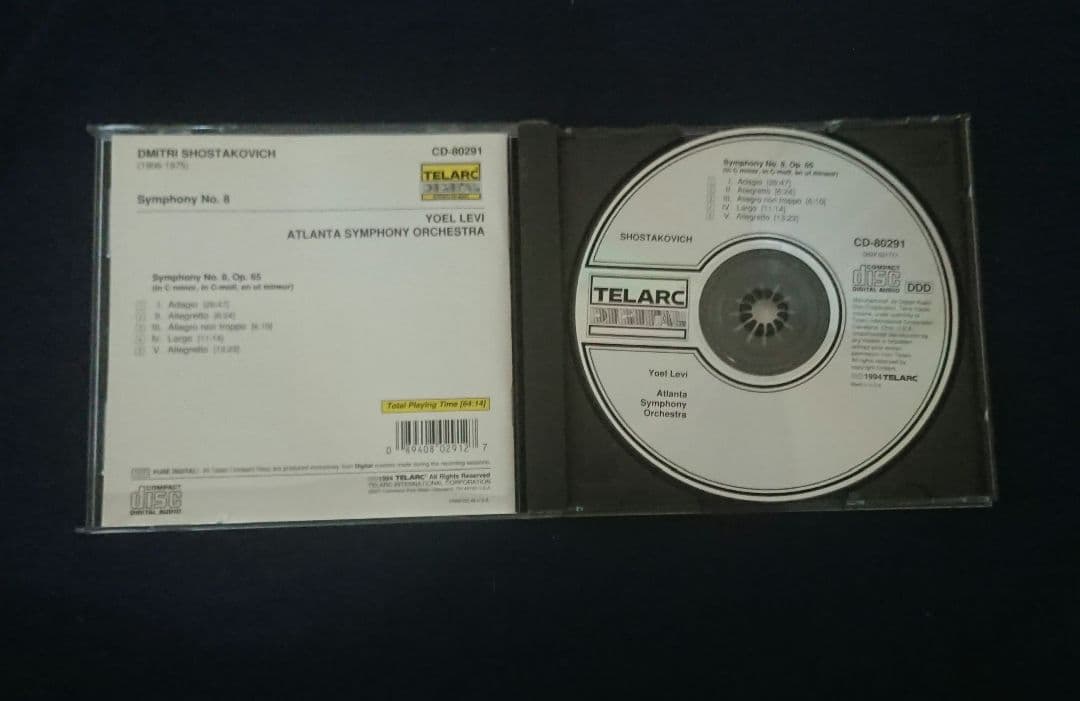 DMITRI SHOSTAKOVICH
(1906-1975)
CD-80291
TELARC
DIGITAL
Symphony No. 8
YOEL LEVI
ATLANTA SYMPHONY ORCHESTRA
Symphony No. 8, Op. 65
(in C minor, in C-moll, en ut mineur)
I. Adagio [26:47]
II. Allegretto [6:24]
III. Allegro non troppo [6:19]
IV. Largo [11:14]
V. Allegretto [13:23]
Total Playing Time [64:14]
0 89408 02912 7
COMPACT
disc
DIGITAL AUDIO
1994 TELARC All Rights Reserved
TELARC INTERNATIONAL CORPORATION
Symphony No. 8, Op. 65
(in C minor, in C-moll, en ut mineur)
I. Adagio [26:47]
II. Allegretto [6:24]
III. Allegro non troppo [6:19]
IV. Largo [11:14]
V. Allegretto [13:23]
SHOSTAKOVICH
CD-80291
COMPACT
disc
DIGITAL AUDIO
DDD
TELARC
DIGITAL
Yoel Levi
Atlanta
Symphony
Orchestra
1994 TELARC